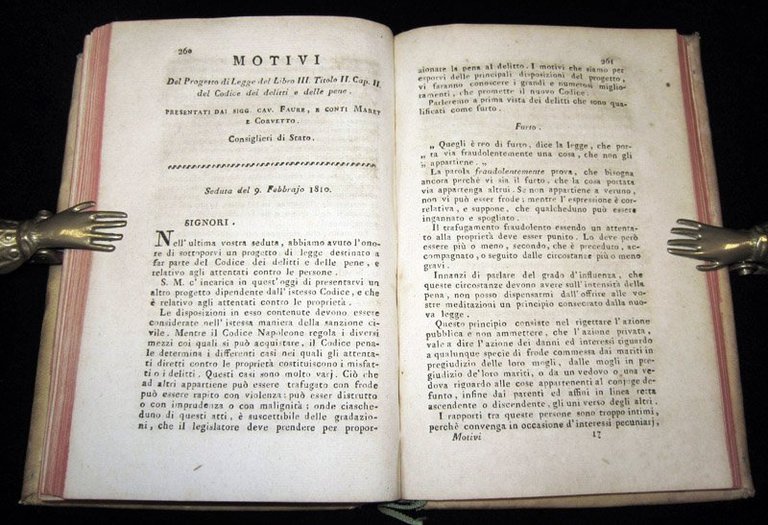 260
MOTIVI
Del Progetto di Legge del Libro III. Titolo II. Cap. II.
del Codice dei delitti e delle pene.
PRESENTATI DAI SIGG. CAV. FAURE, E CONTI MARET
E CORVETTO.
Consiglieri di Stato.
Seduta del 9. Febbrajo 1810.
SIGNORI.
Nell'ultima vostra seduta, abbiamo avuto l'ono-
re di sottoporvi un progetto di legge destinato a
far parte del Codice dei delitti e delle pene, e
relativo agli attentati contro le persone.
S. M. c'incarica in quest'oggi di presentarvi un
altro progetto dipendente dall'istesso Codice, e che è
relativo agli attentati contro le proprietà.
Le disposizioni in esso contenute devono essere
considerate nell'istessa maniera della sanzione ci-
vile. Mentre il Codice Napoleone regola i diversi
mezzi coi quali si può acquistare, il Codice pena-
le determina i differenti casi nei quali gli attenta-
ti diretti contro le proprietà costituiscono i misfat-
ti o i delitti. Questi casi sono molto varj. Ciò che
ad altri appartiene può essere trafugato con frode
può essere rapito con violenza: può esser distrutto
o con imprudenza o con malignità: onde ciasche-
duno di questi atti, è suscettibile delle gradazio-
ni, che il legislatore deve prendere per propor-
261
zionare la pena al delitto. I motivi che siamo per
esporvi delle principali disposizioni del progetto,
vi faranno conoscere i grandi e numerosi miglio-
ramenti, che promette il nuovo Codice.
Parleremo a prima vista dei delitti che sono qua-
lificati come furto.
Furto.
„ Quegli è reo di furto, dice la legge, che por-
„ ta via fraudolentemente una cosa, che non gli
„ appartiene. „
La parola fraudolentemente prova, che bisogna
ancora perchè vi sia il furto, che la cosa portata
via appartenga altrui. Se non appartiene a veruno,
non vi può esser frode; mentre l'espressione è cor-
relativa, e suppone, che qualcheduno può essere
ingannato e spogliato.
Il trafugamento fraudolento essendo un attenta-
to alla proprietà deve esser punito. Lo deve però
essere più o meno, secondo, che è preceduto, ac-
compagnato, o seguito dalle circostanze più o meno
gravi.
Innanzi di parlare del grado d'influenza, che
queste circostanze devono avere sull'intensità della
pena, non posso dispensarmi dall'offrire alle vo-
stre meditazioni un principio consecrato dalla nuo-
va legge.
Questo principio consiste nel rigettare l'azione
pubblica e non ammettere, che l'azione privata,
vale a dire l'azione dei danni ed interessi riguardo
a qualunque specie di frode commessa dai mariti in
pregiudizio delle loro mogli, dalle mogli in pre-
giudizio de'loro mariti, o da un vedovo o una ve-
dova riguardo alle cose appartenenti al conjuge de-
funto, infine dai parenti ed affini in linea retta
ascendente o discendente, gli uni verso degli altri.
I rapporti tra queste persone sono troppo intimi,
perchè convenga in occasione d'interessi pecuniarj,
Motivi 17